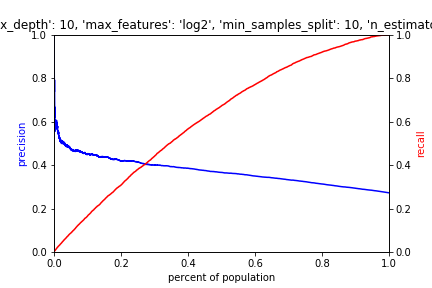 x_depth': 10, 'max_features': 'log2', 'min_samples_split': 10, 'n_estimato
1.0 1.0
0.8 0.8
precision 0.6 0.6 recall
0.4 0.4
0.2 0.2
0.0 0.0
0.0 0.2 0.4 0.6 0.8 1.0
percent of population